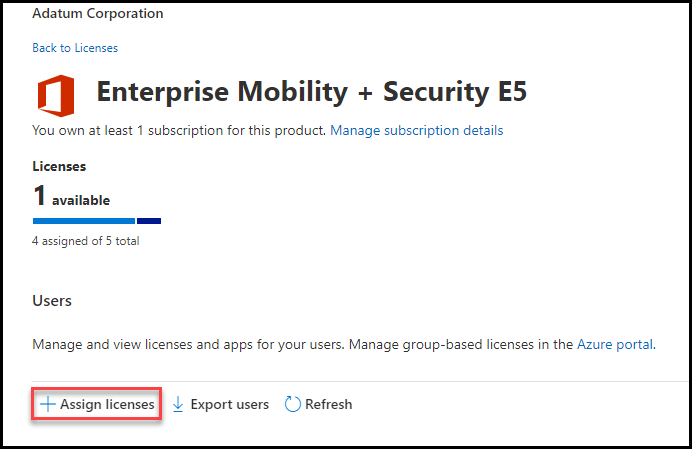 Adatum Corporation
Back to Licenses
Enterprise Mobility + Security E5
You own at least 1 subscription for this product. Manage subscription details
Licenses
1 available
4 assigned of 5 total
Users
Manage and view licenses and apps for your users. Manage group-based licenses in the Azure portal.
Assign licenses Export users Refresh